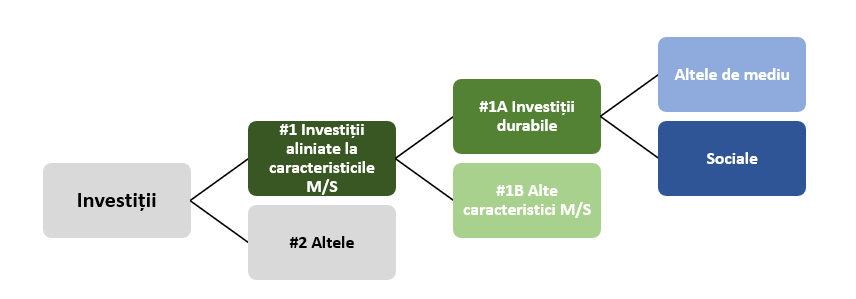 Investiții
#1 Investiții
aliniate la
caracteristicile
M/S
#2 Altele
#1A Investiții
durabile
#1B Alte
caracteristici M/S
Altele de mediu
Sociale